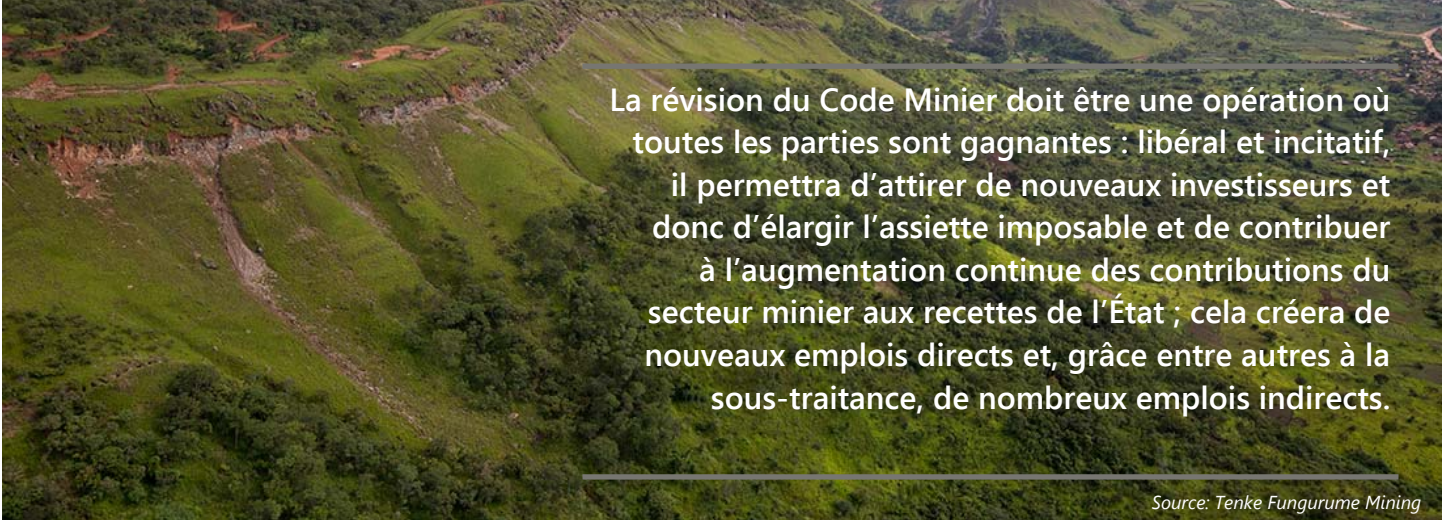 La révision du Code Minier doit être une opération où
toutes les parties sont gagnantes : libéral et incitatif,
il permettra d’attirer de nouveaux investisseurs et
donc d’élargir l’assiette imposable et de contribuer
à l’augmentation continue des contributions du
secteur minier aux recettes de l’État ; cela créera de
nouveaux emplois directs et, grâce entre autres à la
sous-traitance, de nombreux emplois indirects.
Source: Tenke Fungurume Mining